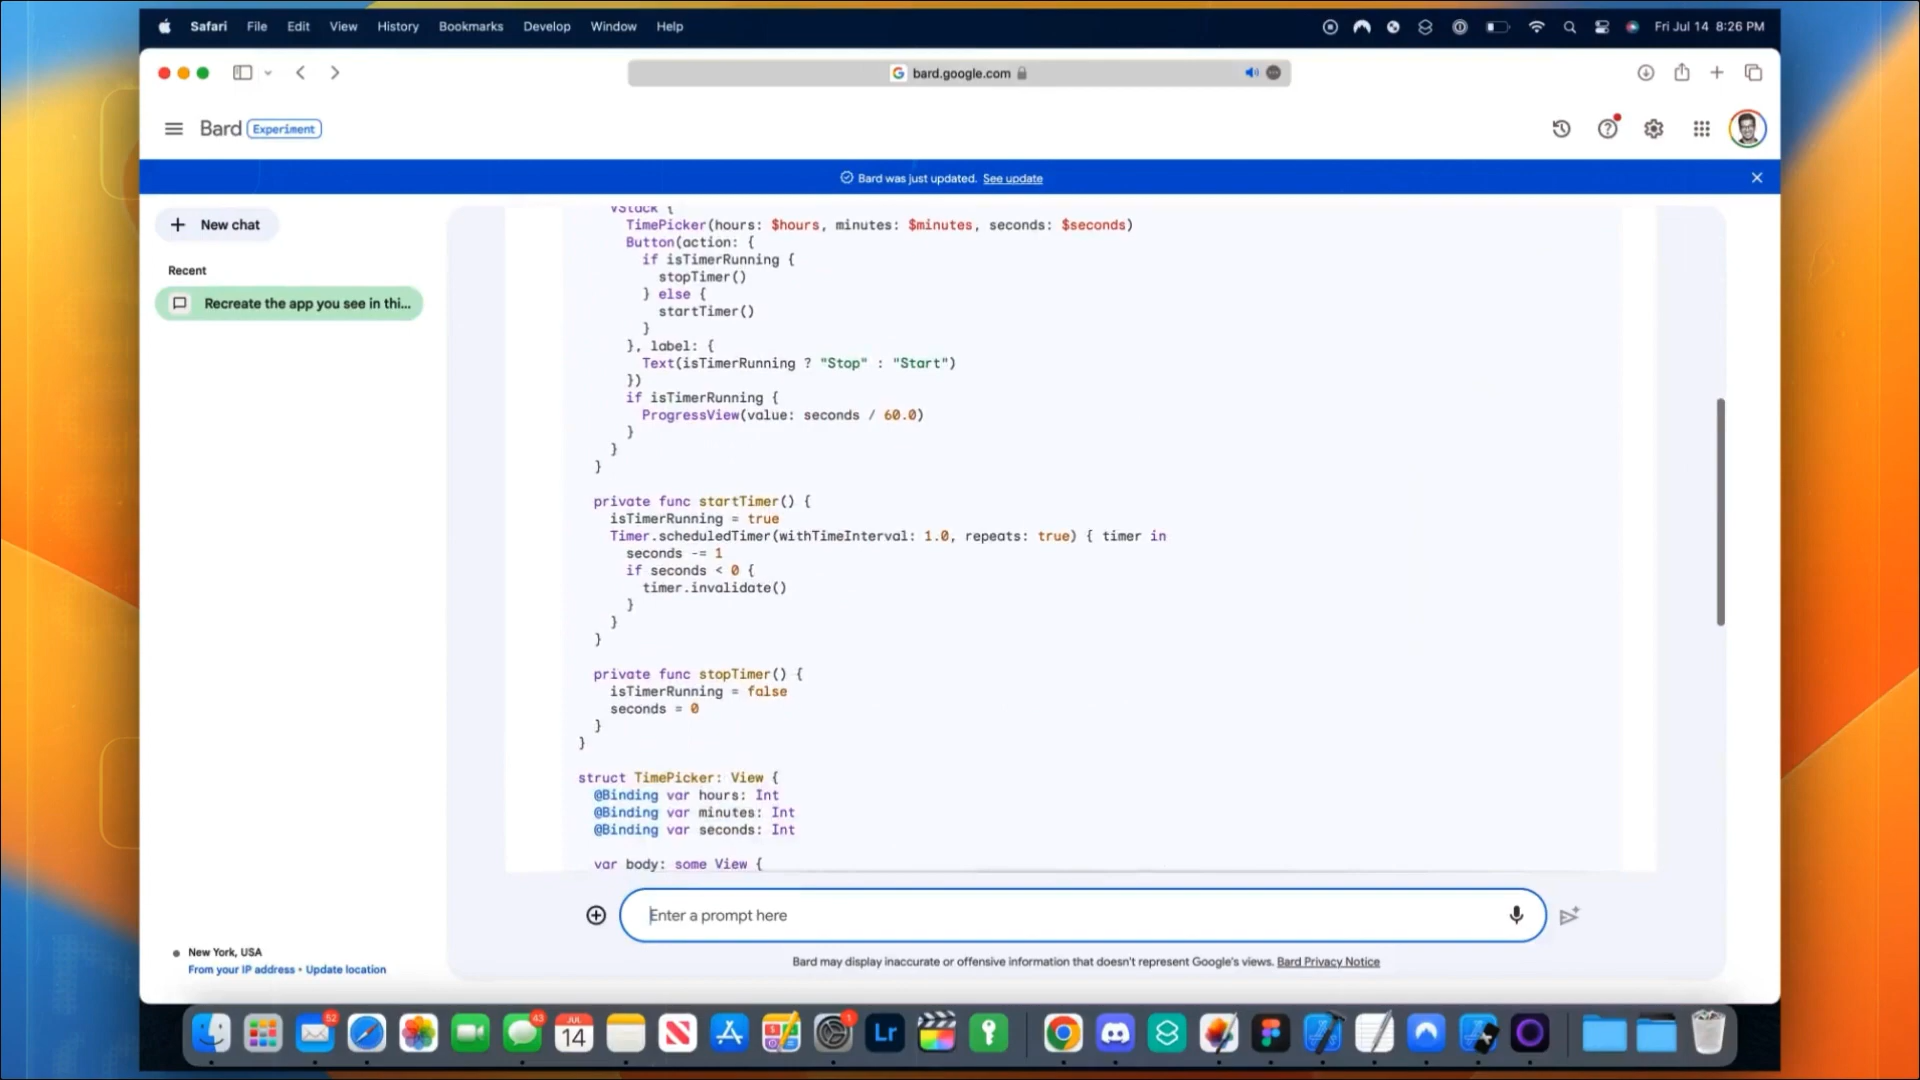 Safari File Edit View History Bookmarks Develop Window Help Fri Jul 14 8:26 PM
bard.google.com
Bard Experiment
Bard was just updated. See update
New chat
Recent
Recreate the app you see in thi...
VStack {
TimePicker(hours: $hours, minutes: $minutes, seconds: $seconds)
Button(action: {
if isTimerRunning {
stopTimer()
} else {
startTimer()
}
}, label: {
Text(isTimerRunning ? "Stop" : "Start")
})
if isTimerRunning {
ProgressView(value: seconds / 60.0)
}
}
}
private func startTimer() {
isTimerRunning = true
Timer.scheduledTimer(withTimeInterval: 1.0, repeats: true) { timer in
seconds -= 1
if seconds < 0 {
timer.invalidate()
}
}
}
private func stopTimer() {
isTimerRunning = false
seconds = 0
}
}
struct TimePicker: View {
@Binding var hours: Int
@Binding var minutes: Int
@Binding var seconds: Int
var body: some View {
Enter a prompt here
Bard may display inaccurate or offensive information that doesn't represent Google's views. Bard Privacy Notice
New York, USA
From your IP address • Update location
52
43
JUL
14
1
Lr